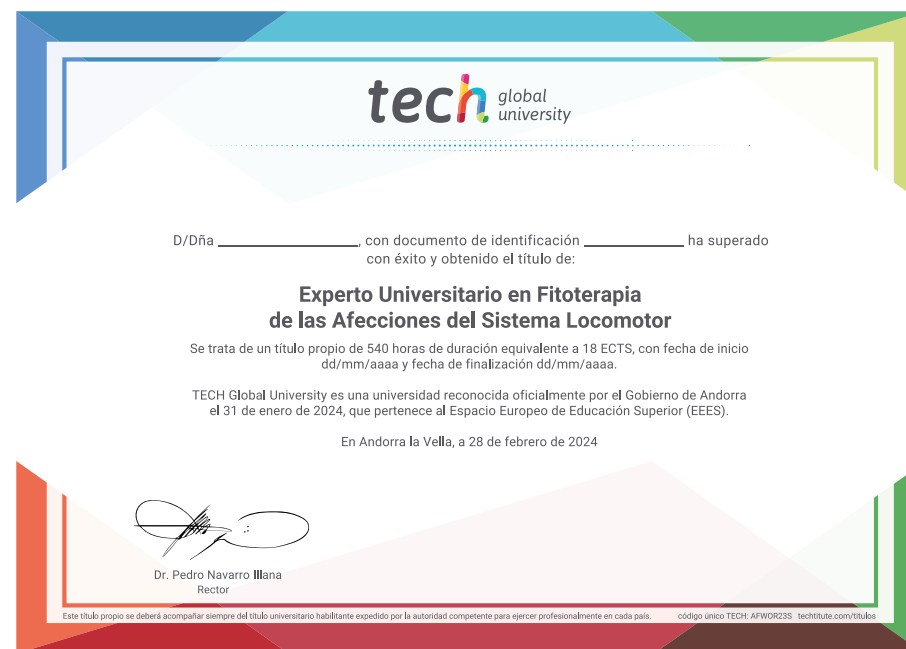 tech global university
D/Dña ____________________, con documento de identificación ______________ ha superado
con éxito y obtenido el título de:
Experto Universitario en Fitoterapia
de las Afecciones del Sistema Locomotor
Se trata de un título propio de 540 horas de duración equivalente a 18 ECTS, con fecha de inicio
dd/mm/aaaa y fecha de finalización dd/mm/aaaa.
TECH Global University es una universidad reconocida oficialmente por el Gobierno de Andorra
el 31 de enero de 2024, que pertenece al Espacio Europeo de Educación Superior (EEES).
En Andorra la Vella, a 28 de febrero de 2024
Dr. Pedro Navarro Illana
Rector
Este título propio se deberá acompañar siempre del título universitario habilitante expedido por la autoridad competente para ejercer profesionalmente en cada país. código único TECH: AFWOR23S techtitute.com/titulos